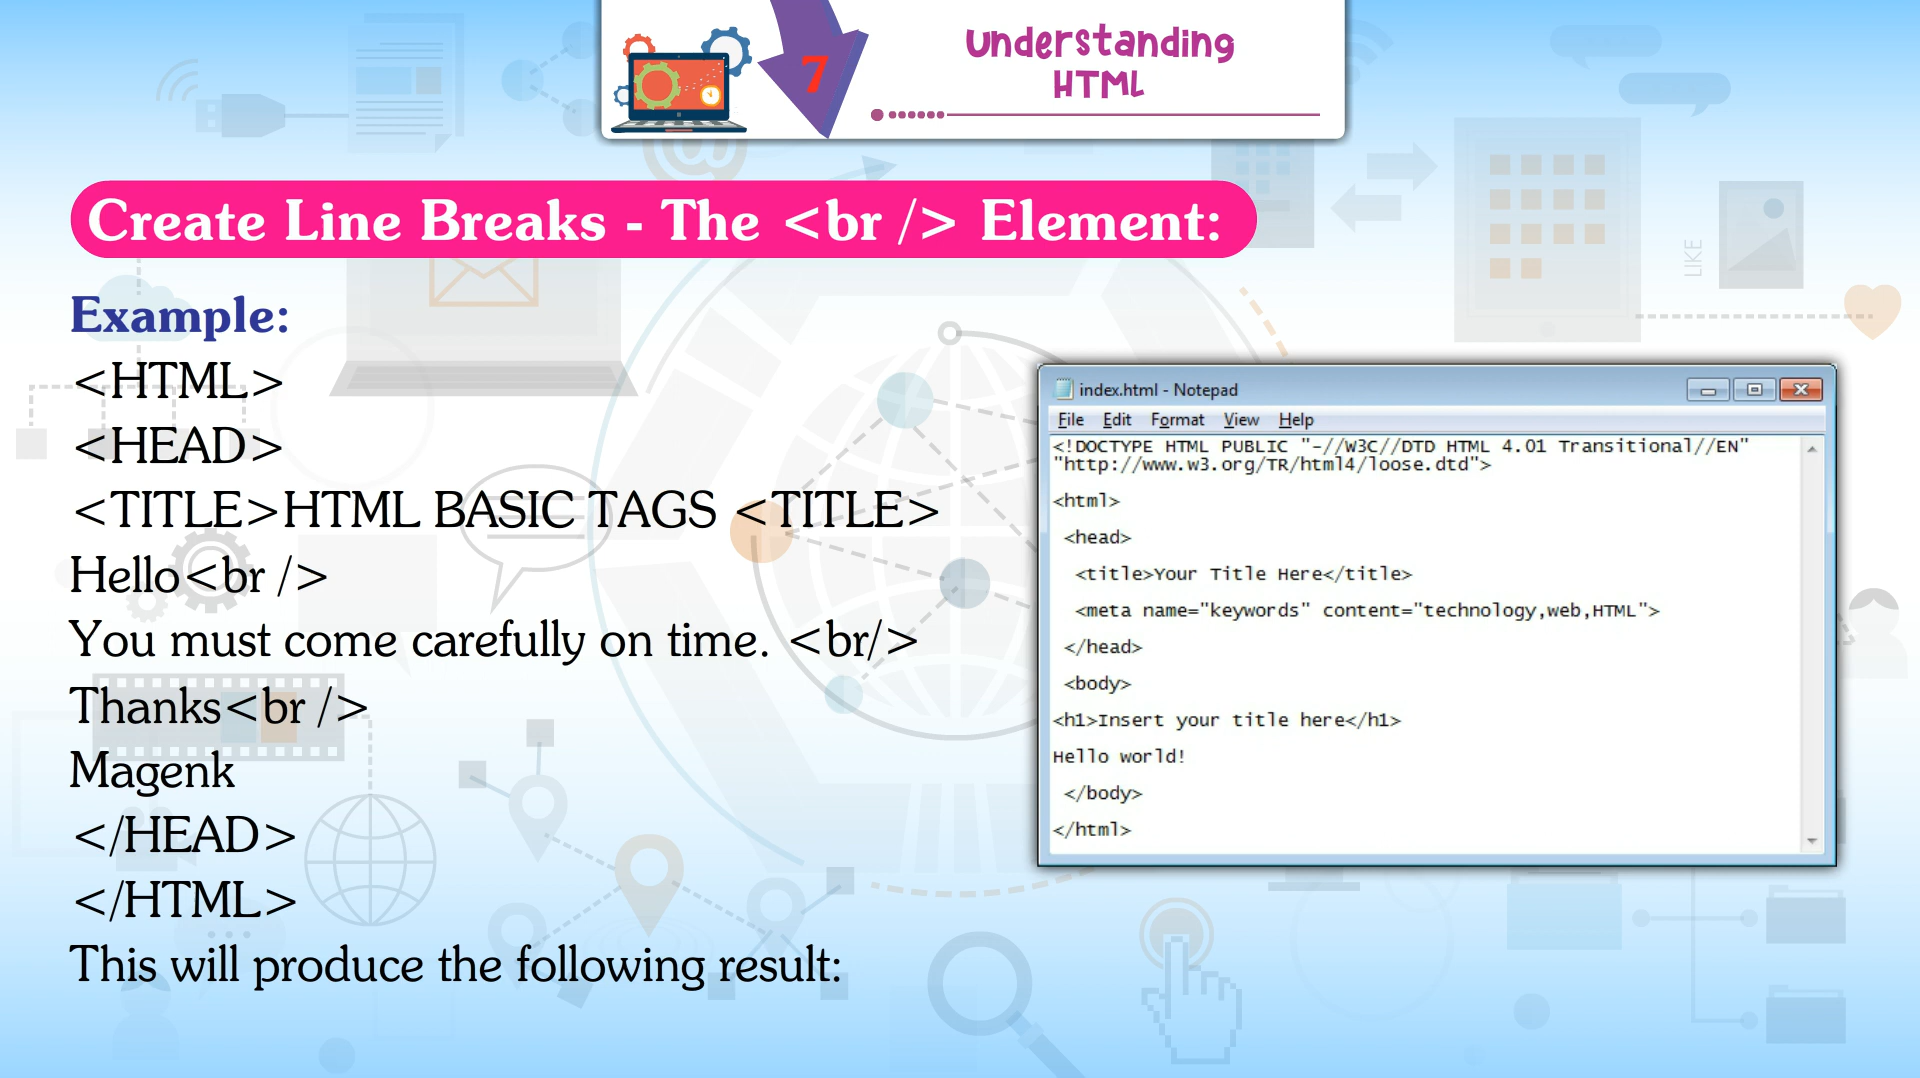 7
Understanding
HTML
Create Line Breaks - The <br /> Element:
Example:
<HTML>
<HEAD>
<TITLE>HTML BASIC TAGS <TITLE>
Hello<br />
You must come carefully on time. <br/>
Thanks<br />
Magenk
</HEAD>
</HTML>
This will produce the following result:
index.html - Notepad
File Edit Format View Help
<!DOCTYPE HTML PUBLIC "-//W3C//DTD HTML 4.01 Transitional//EN"
"http://www.w3.org/TR/html4/loose.dtd">
<html>
<head>
<title>Your Title Here</title>
<meta name="keywords" content="technology,web,HTML">
</head>
<body>
<h1>Insert your title here</h1>
Hello world!
</body>
</html>
LIKE
@